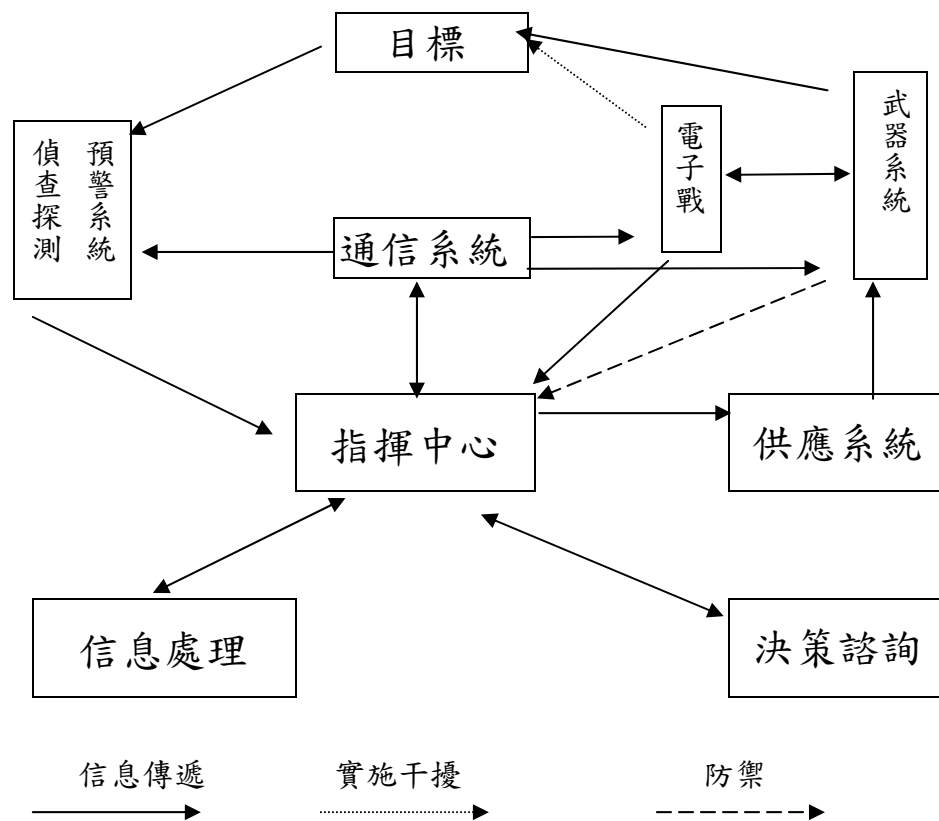 目標
武器系統
電子戰
預警系統
偵查探測
通信系統
指揮中心
供應系統
信息處理
決策諮詢
信息傳遞
實施干擾
防禦